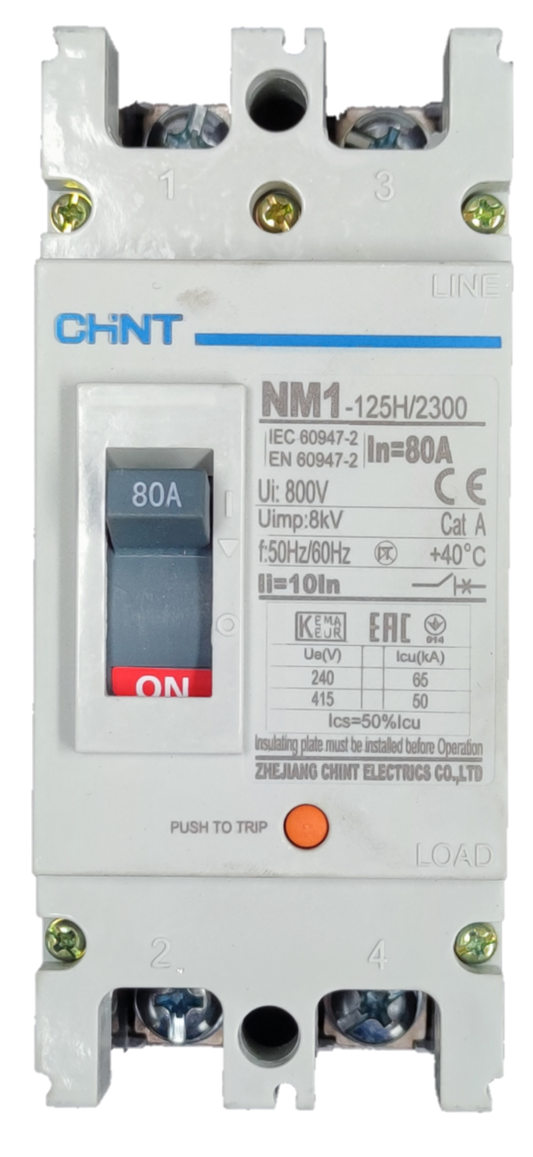 1 3
LINE
CHNT
NM1-125H/2300
IEC 60947-2
EN 60947-2
In=80A
Ui: 800V
CE
Uimp:8kV
Cat A
f:50Hz/60Hz
+40°C
Ii=10In
80A
ON
KEMA KEUR
EAC
014
Ue(V) Icu(kA)
240 65
415 50
Ics=50%Icu
Insulating plate must be installed before Operation
ZHEJIANG CHINT ELECTRICS CO.,LTD
PUSH TO TRIP
LOAD
2 4